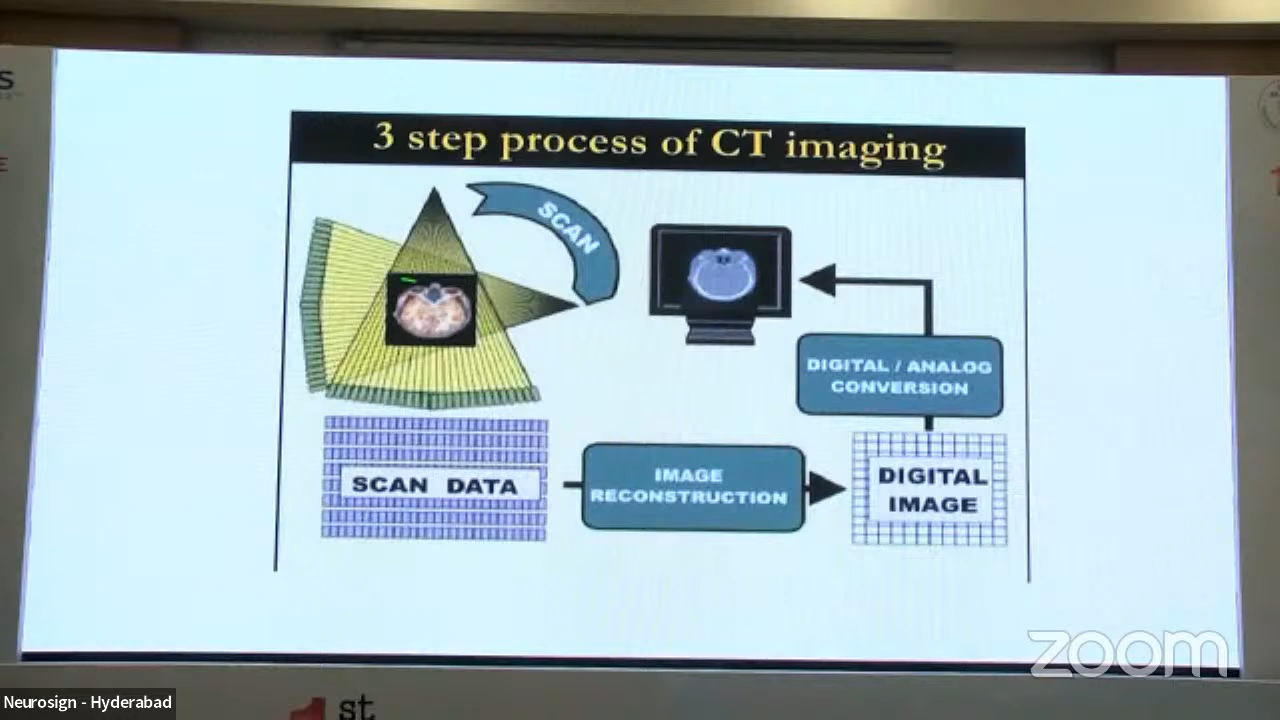 S
E
3 step process of CT imaging
SCAN
DIGITAL / ANALOG
CONVERSION
SCAN DATA
IMAGE
RECONSTRUCTION
DIGITAL
IMAGE
zoom
Neurosign - Hyderabad
1st